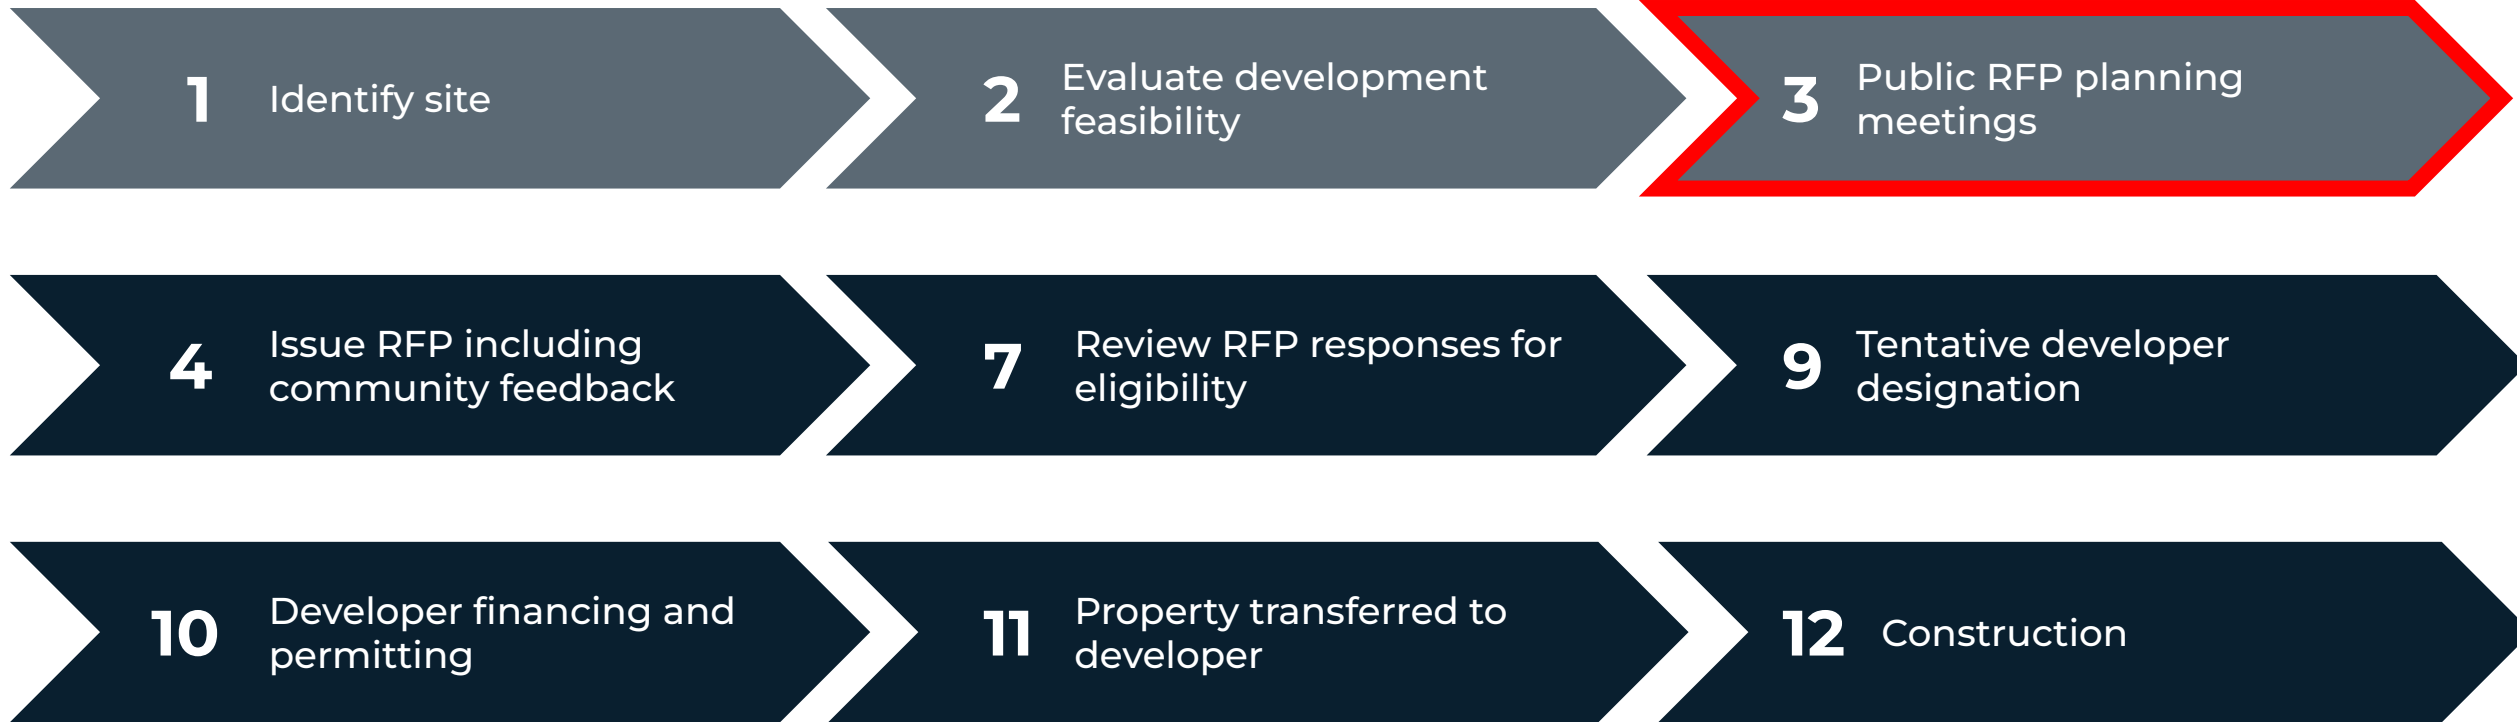 1
Identify site
2
Evaluate development
feasibility
3
Public RFP planning
meetings
4
Issue RFP including
community feedback
7
Review RFP responses for
eligibility
9
Tentative developer
designation
10
Developer financing and
permitting
11
Property transferred to
developer
12
Construction